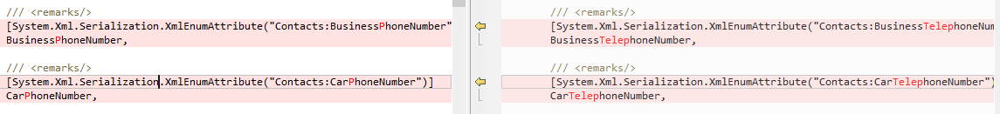 /// <remarks/>
[System.Xml.Serialization.XmlEnumAttribute("Contacts:BusinessPhoneNumber"
BusinessPhoneNumber,
/// <remarks/>
[System.Xml.Serialization.XmlEnumAttribute("Contacts:CarPhoneNumber")]
CarPhoneNumber,
/// <remarks/>
[System.Xml.Serialization.XmlEnumAttribute("Contacts:BusinessTelephoneNum
BusinessTelephoneNumber,
/// <remarks/>
[System.Xml.Serialization.XmlEnumAttribute("Contacts:CarTelephoneNumber")
CarTelephoneNumber,